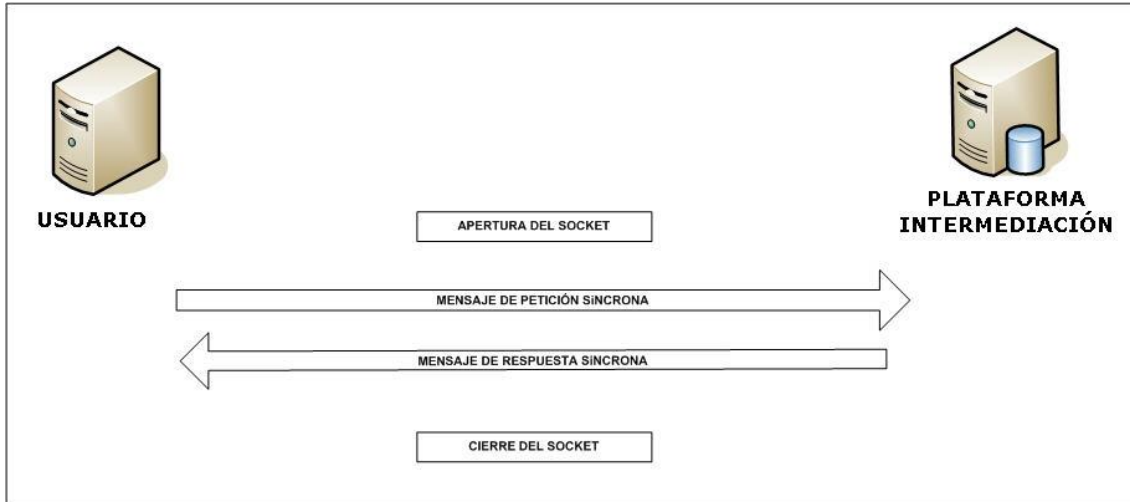 USUARIO
PLATAFORMA
INTERMEDIACIÓN
APERTURA DEL SOCKET
MENSAJE DE PETICIÓN SíNCRONA
MENSAJE DE RESPUESTA SíNCRONA
CIERRE DEL SOCKET